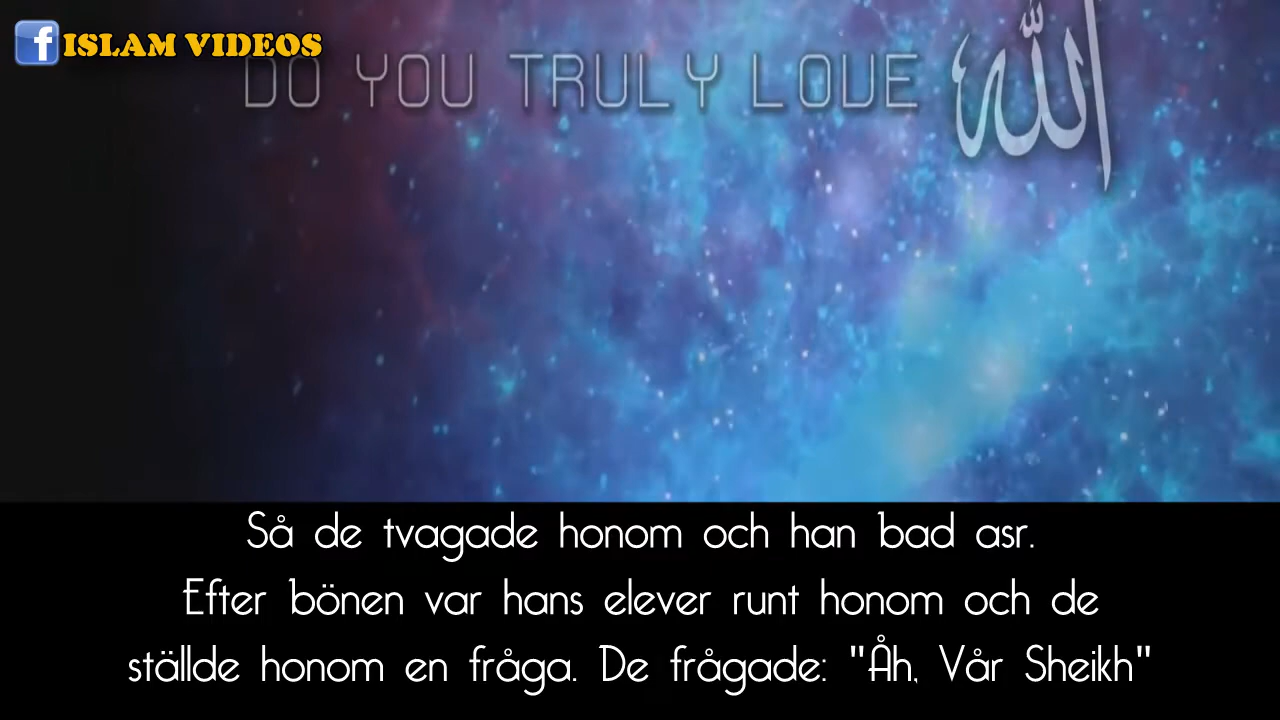 ISLAM VIDEOS
DO YOU TRULY LOVE الله
Så de tvagade honom och han bad asr.
Efter bönen var hans elever runt honom och de
ställde honom en fråga. De frågade: "Åh, Vår Sheikh"